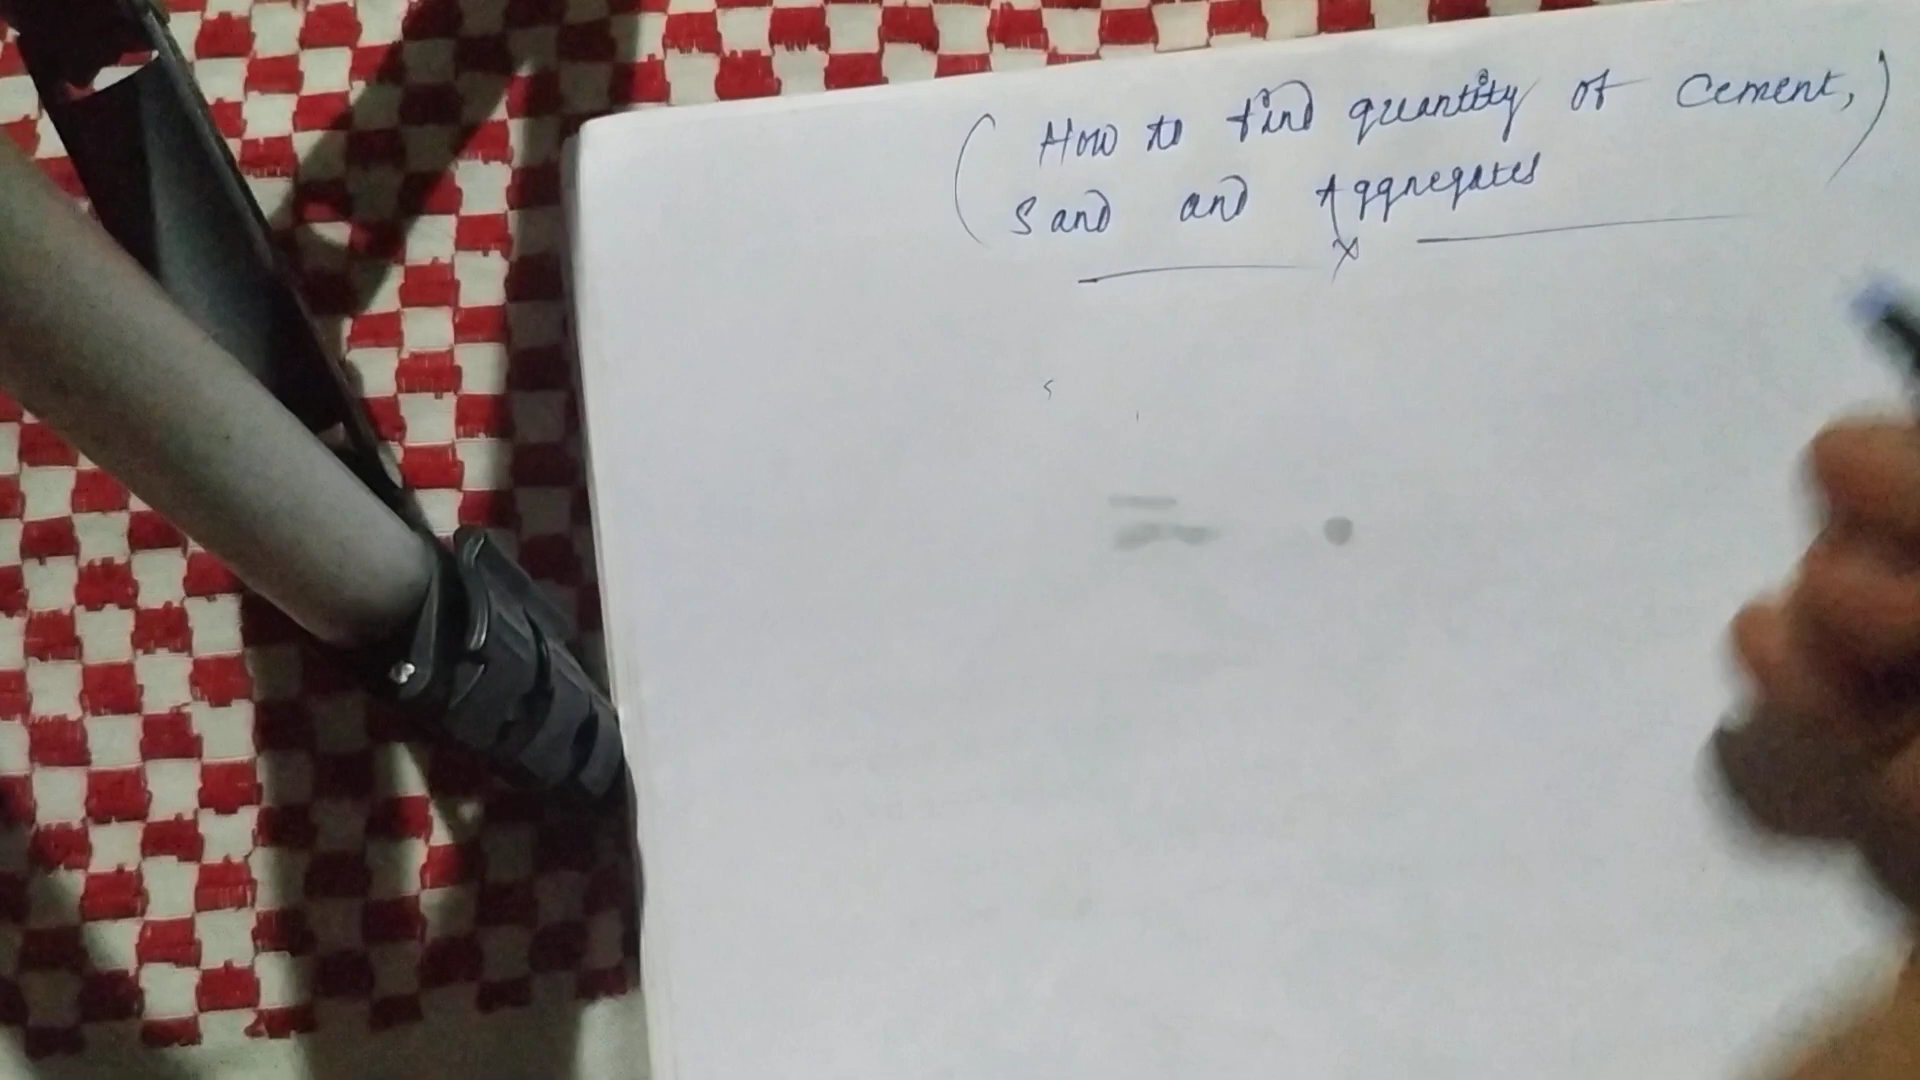 ( How to find quantity of Cement, )
Sand and Aggregates
x